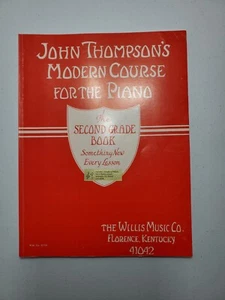 JOHN THOMPSON'S
MODERN COURSE
FOR THE PIANO
The
SECOND GRADE
BOOK
Something New
Every Lesson
THE WILLIS MUSIC CO.
FLORENCE, KENTUCKY
41042